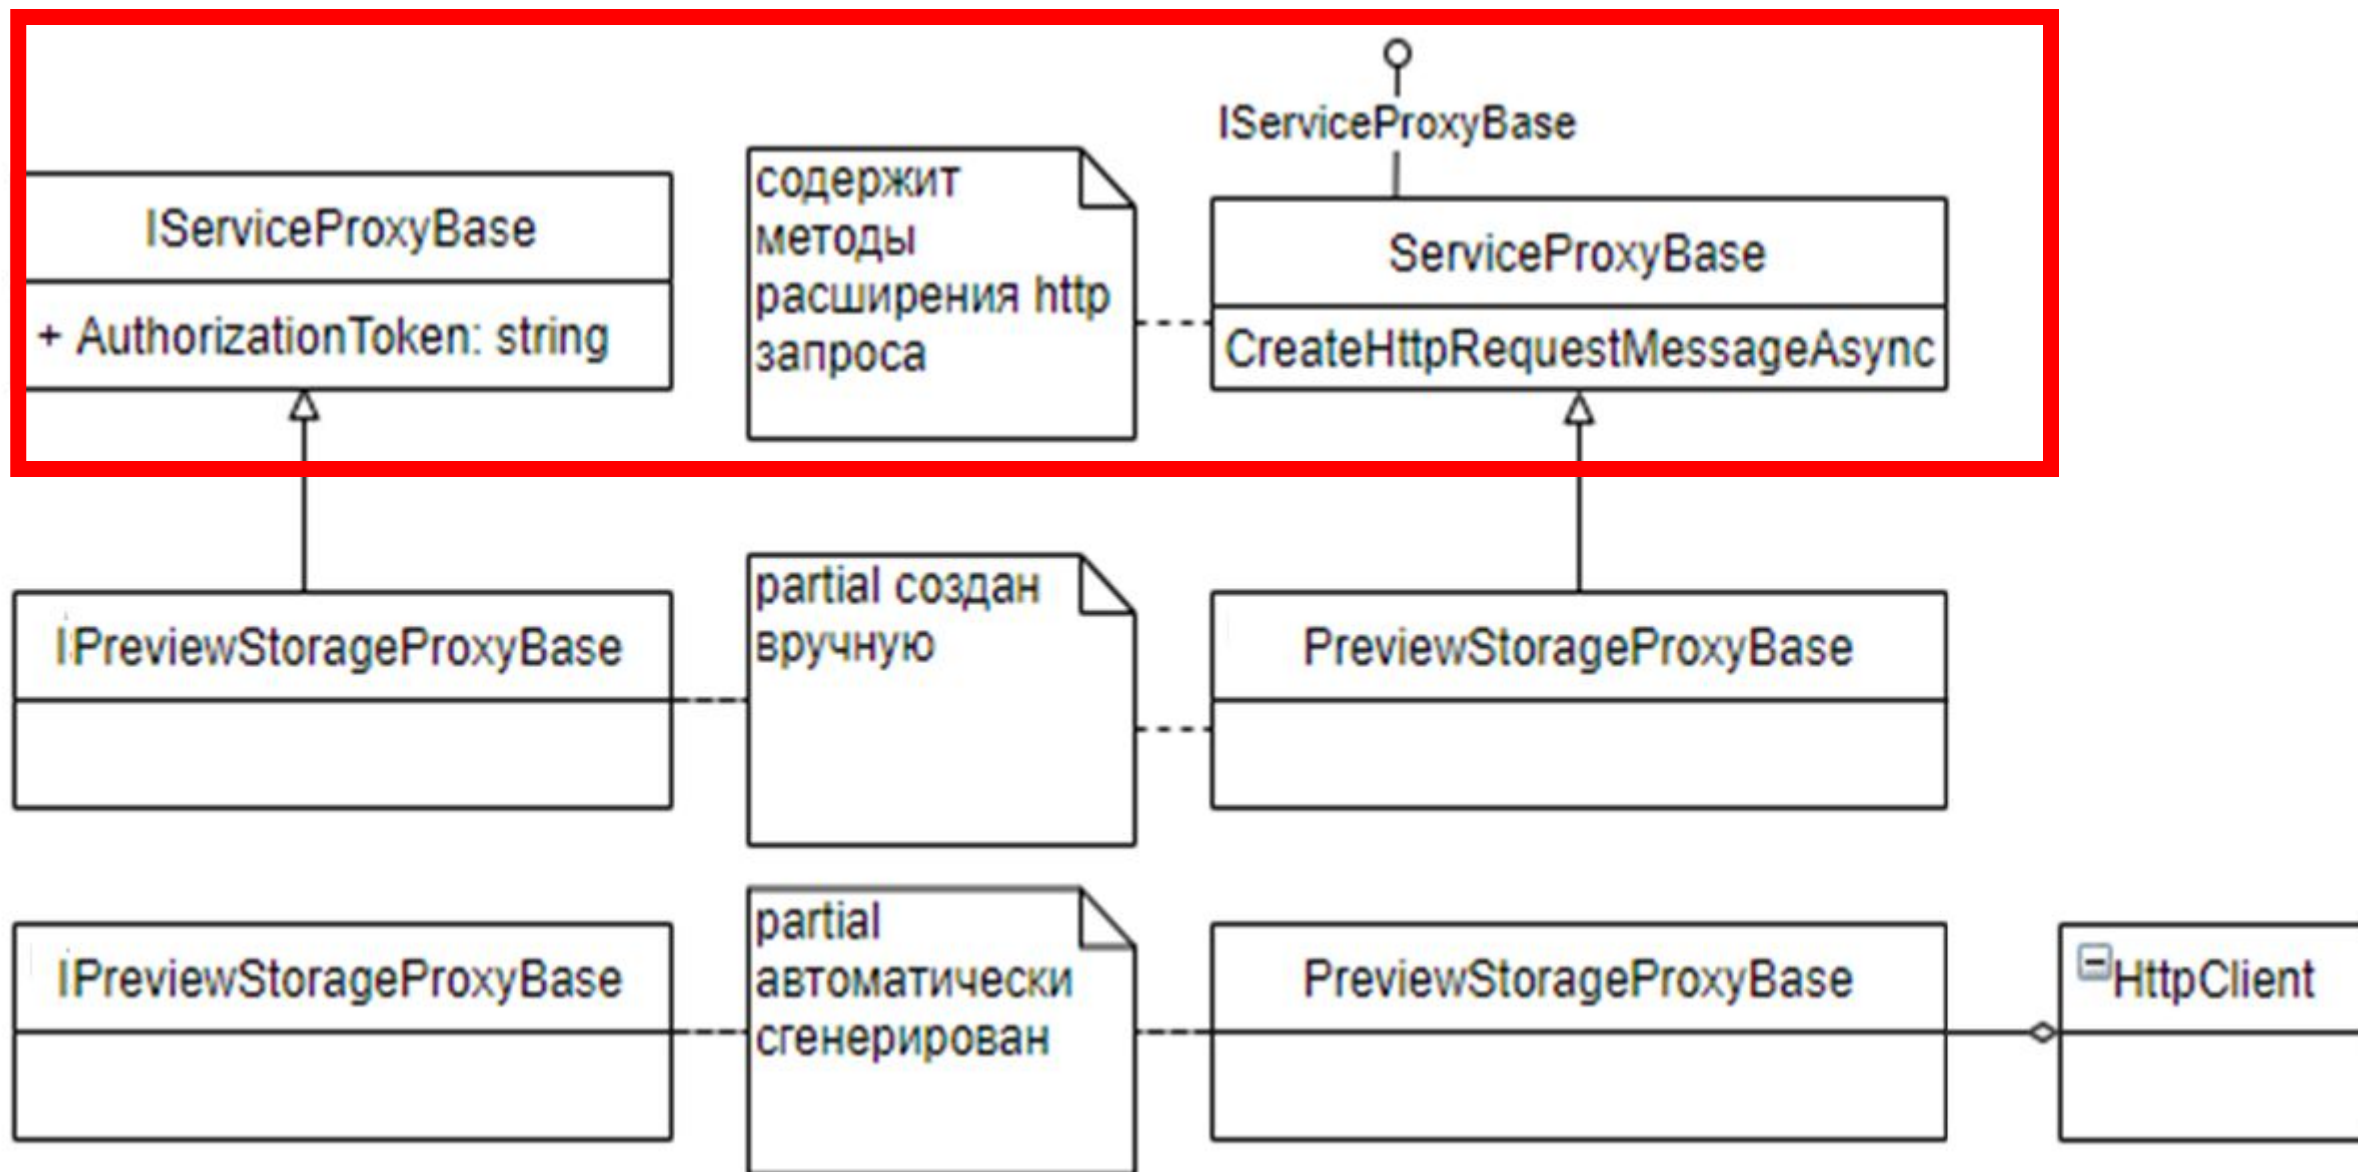 IServiceProxyBase
IServiceProxyBase
+ AuthorizationToken: string
содержит
методы
расширения http
запроса
ServiceProxyBase
CreateHttpRequestMessageAsync
IPreviewStorageProxyBase
partial создан
вручную
PreviewStorageProxyBase
IPreviewStorageProxyBase
partial
автоматически
сгенерирован
PreviewStorageProxyBase
HttpClient